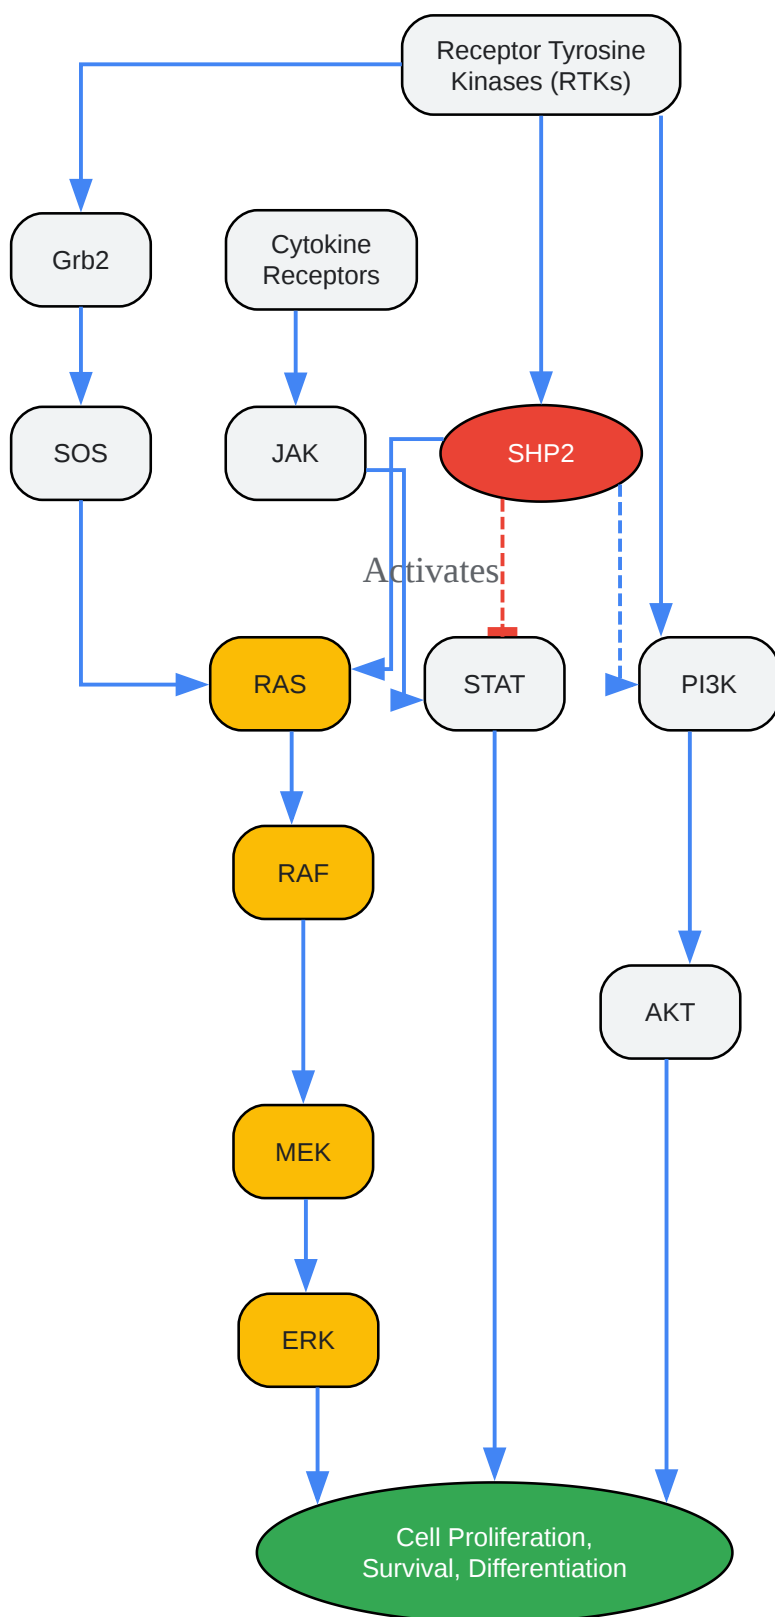 Receptor Tyrosine
Kinases (RTKs)
Grb2
Cytokine
Receptors
SOS
JAK
SHP2
Activates
RAS
STAT
PI3K
RAF
AKT
MEK
ERK
Cell Proliferation,
Survival, Differentiation